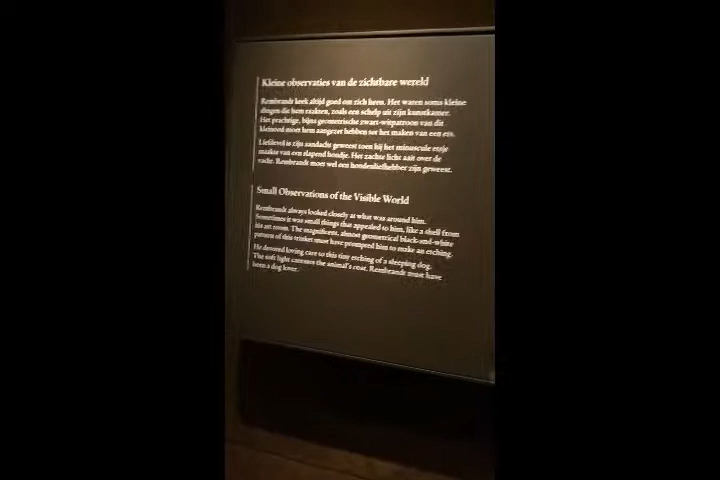 Kleine observaties van de zichtbare wereld
Rembrandt keek altijd goed om zich heen. Het waren soms kleine
dingen die hem raakten, zoals een schelp uit zijn kunstkamer.
Het prachtige, bijna geometrische zwart-witpatroon van dit
kleinood moet hem aangezet hebben tot het maken van een ets.
Liefdevol is zijn aandacht geweest toen hij het minuscule etsje
maakte van een slapend hondje. Het zachte licht aait over de
vacht. Rembrandt moet wel een hondenliefhebber zijn geweest.
Small Observations of the Visible World
Rembrandt always looked closely at what was around him.
Sometimes it was small things that appealed to him, like a shell from
his art room. The magnificent, almost geometrical black-and-white
pattern of this trinket must have prompted him to make an etching.
He devoted loving care to this tiny etching of a sleeping dog.
The soft light caresses the animal's coat. Rembrandt must have
been a dog lover.